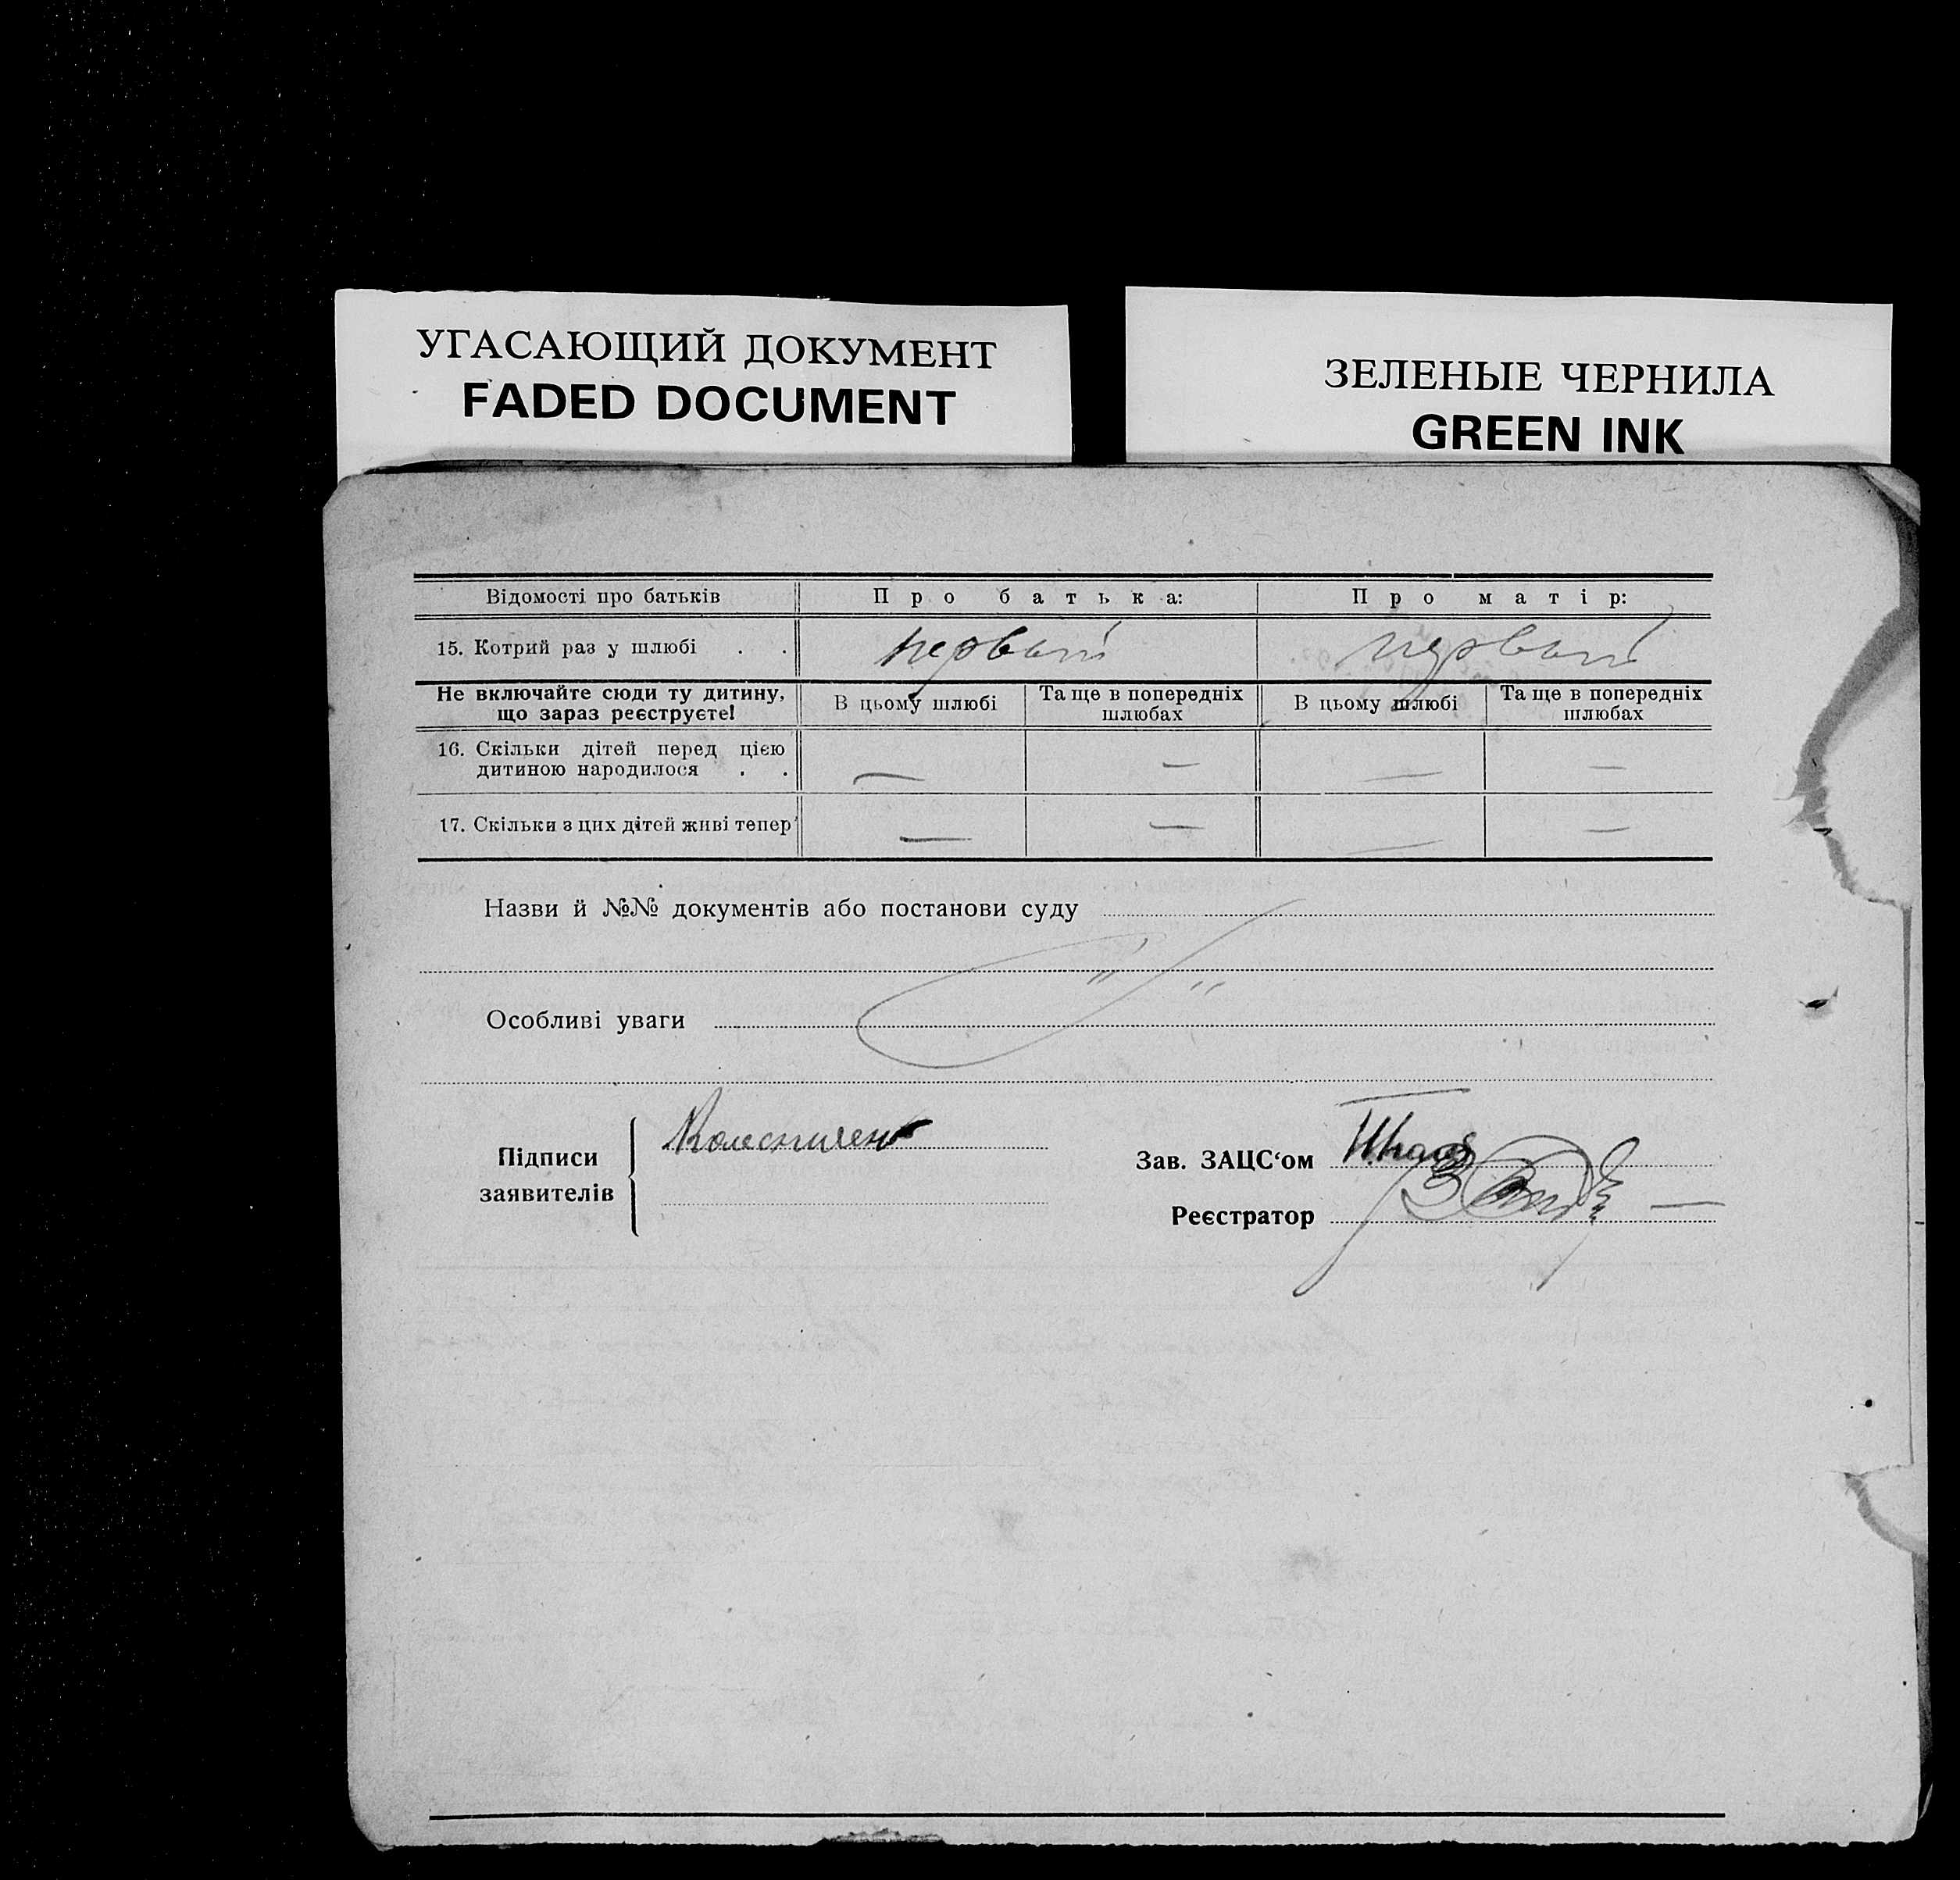 УГАСАЮЩИЙ ДОКУМЕНТ
FADED DOCUMENT
ЗЕЛЕНЫЕ ЧЕРНИЛА
GREEN INK
Відомості про батьків Про батька: Про матір:
15. Котрий раз у шлюбі . . первый первый
Не включайте сюди ту дитину, що зараз реєструєте! В цьому шлюбі Та ще в попередніх шлюбах В цьому шлюбі Та ще в попередніх шлюбах
16. Скільки дітей перед цією
дитиною народилося . . — — — —
17. Скільки з цих дітей живі тепер — — — —
Назви й №№ документів або постанови суду
Особливі уваги
Підписи
заявителів
Зав. ЗАЦС‘ом
Реєстратор